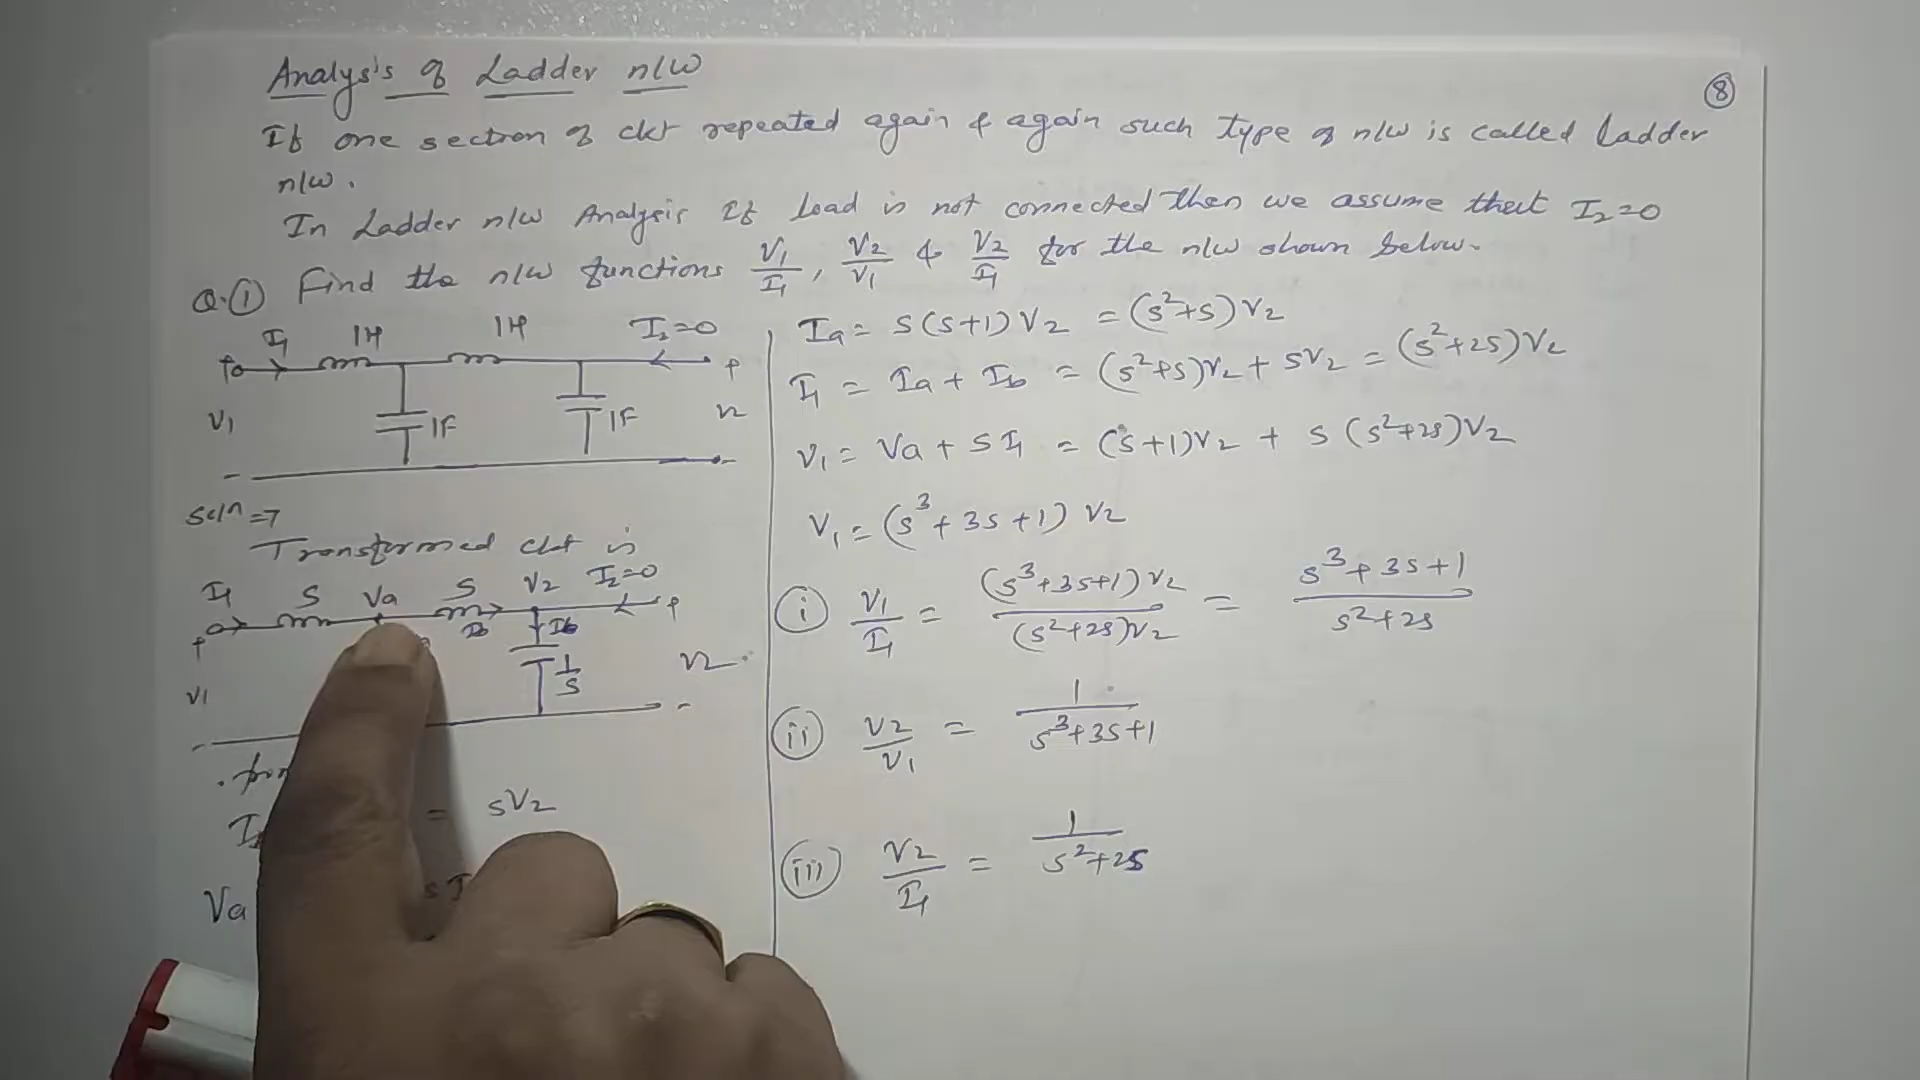 Analysis of Ladder n/w
8
If one section of ckt repeated again & again such type of n/w is called Ladder
n/w.
In Ladder n/w Analysis if load is not connected then we assume that I2=0
Q.1 Find the n/w functions V1/I1, V2/V1 & V2/I1 for the n/w shown below.
I1 1H 1H I2=0
+ +
V1 1F 1F V2
- -
Soln =>
Transformed ckt is
I1 S Va S V2 I2=0
+ Ib Ib +
V1 1/S V2
- -
= SV2
Va
Ia = S(S+1)V2 = (S²+S)V2
I1 = Ia + Ib = (S²+S)V2 + SV2 = (S²+2S)V2
V1 = Va + S I1 = (S+1)V2 + S(S²+2S)V2
V1 = (S³+3S+1) V2
(i) V1/I1 = (S³+3S+1)V2/(S²+2S)V2 = S³+3S+1/S²+2S
(ii) V2/V1 = 1/S³+3S+1
(iii) V2/I1 = 1/S²+2S